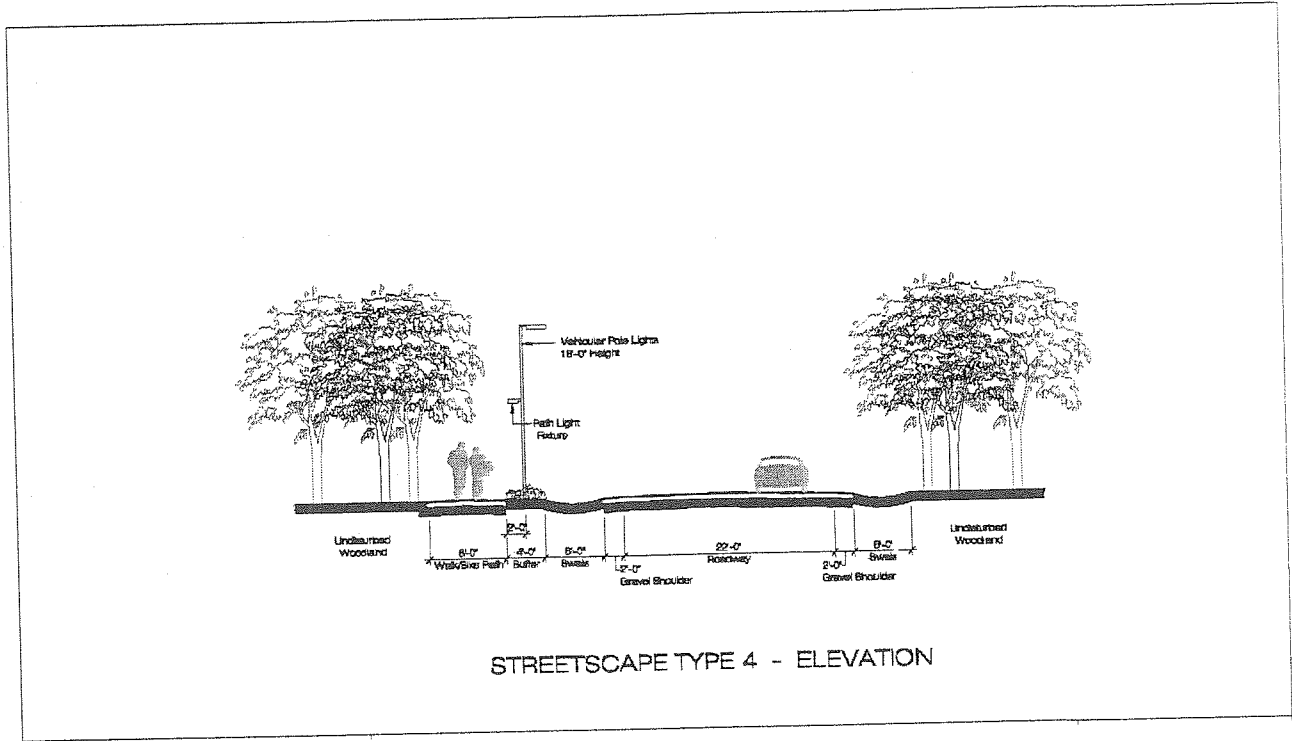 Vehicular Pole Lights
18'-0" Height
Path Light
Fixture
Undisturbed
Woodland
2'-0"
8'-0"
Walk/Bike Path
4'-0"
Buffer
6'-0"
Swale
2'-0"
Gravel Shoulder
22'-0"
Roadway
2'-0"
Gravel Shoulder
6'-0"
Swale
Undisturbed
Woodland
STREETSCAPE TYPE 4 - ELEVATION